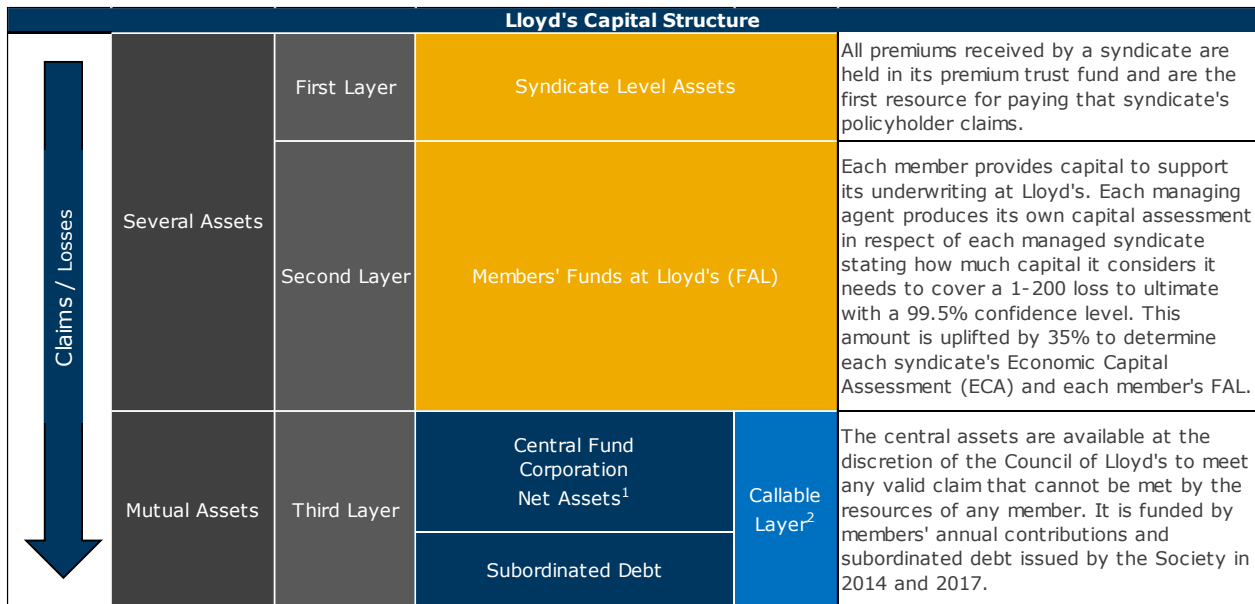 Lloyd's Capital Structure
Claims / Losses
Several Assets
First Layer
Syndicate Level Assets
All premiums received by a syndicate are
held in its premium trust fund and are the
first resource for paying that syndicate's
policyholder claims.
Second Layer
Members' Funds at Lloyd's (FAL)
Each member provides capital to support
its underwriting at Lloyd's. Each managing
agent produces its own capital assessment
in respect of each managed syndicate
stating how much capital it considers it
needs to cover a 1-200 loss to ultimate
with a 99.5% confidence level. This
amount is uplifted by 35% to determine
each syndicate's Economic Capital
Assessment (ECA) and each member's FAL.
Mutual Assets
Third Layer
Central Fund
Corporation
Net Assets¹
Subordinated Debt
Callable
Layer²
The central assets are available at the
discretion of the Council of Lloyd's to meet
any valid claim that cannot be met by the
resources of any member. It is funded by
members' annual contributions and
subordinated debt issued by the Society in
2014 and 2017.